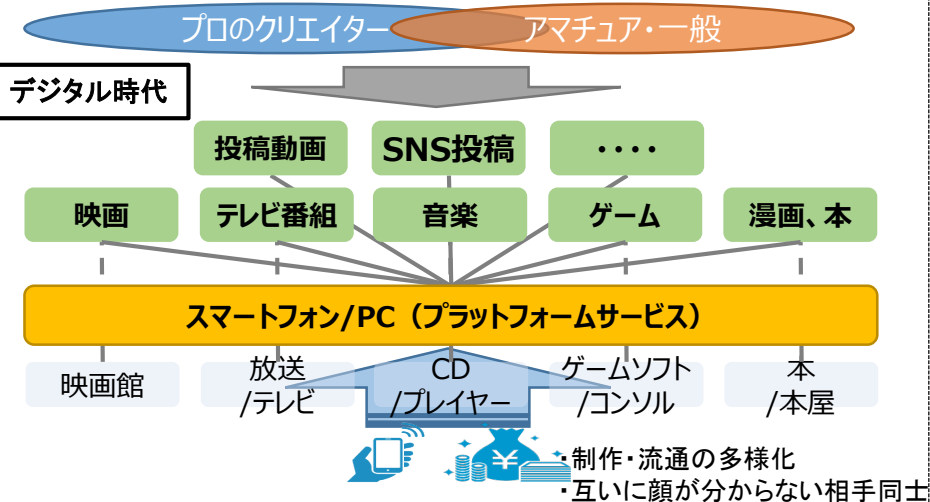 プロのクリエイター
アマチュア・一般
デジタル時代
投稿動画
SNS投稿
・・・・
映画
テレビ番組
音楽
ゲーム
漫画、本
スマートフォン/PC（プラットフォームサービス）
映画館
放送
/テレビ
CD
/プレイヤー
ゲームソフト
/コンソル
本
/本屋
¥
・制作・流通の多様化
・互いに顔が分からない相手同士